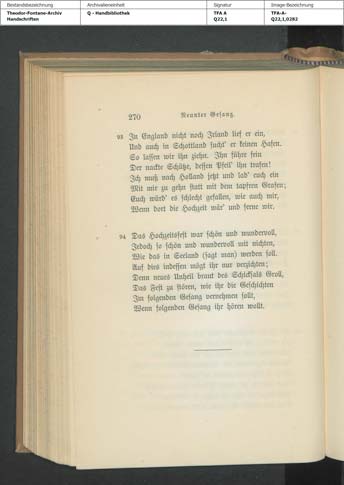 Bestandsbezeichnung
Archivalieneinheit
Signatur
Image-Bezeichnung
Theodor-Fontane-Archiv
Handschriften
Q - Handbibliothek
TFA A
Q22,1
TFA-A-
Q22,1,0282
270 Neunter Gesang.
93 In England nicht noch Irland lief er ein,
Und auch in Schottland sucht' er keinen Hafen.
So lassen wir ihn ziehn. Ihn führe fein
Der nackte Schütze, dessen Pfeil' ihn trafen!
Ich muß nach Holland jetzt und lad' euch ein
Mit mir zu gehn statt mit dem tapfren Grafen;
Euch würd' es schlecht gefallen, wie auch mir,
Wenn dort die Hochzeit wär' und ferne wir.
94 Das Hochzeitsfest war schön und wundervoll,
Jedoch so schön und wundervoll mit nichten,
Wie das in Seeland (sagt man) werden soll.
Auf dies indessen mögt ihr nur verzichten;
Denn neues Unheil braut des Schicksals Groll,
Das Fest zu stören, wie ihr die Geschichten
Im folgenden Gesang vernehmen sollt,
Wenn folgenden Gesang ihr hören wollt.